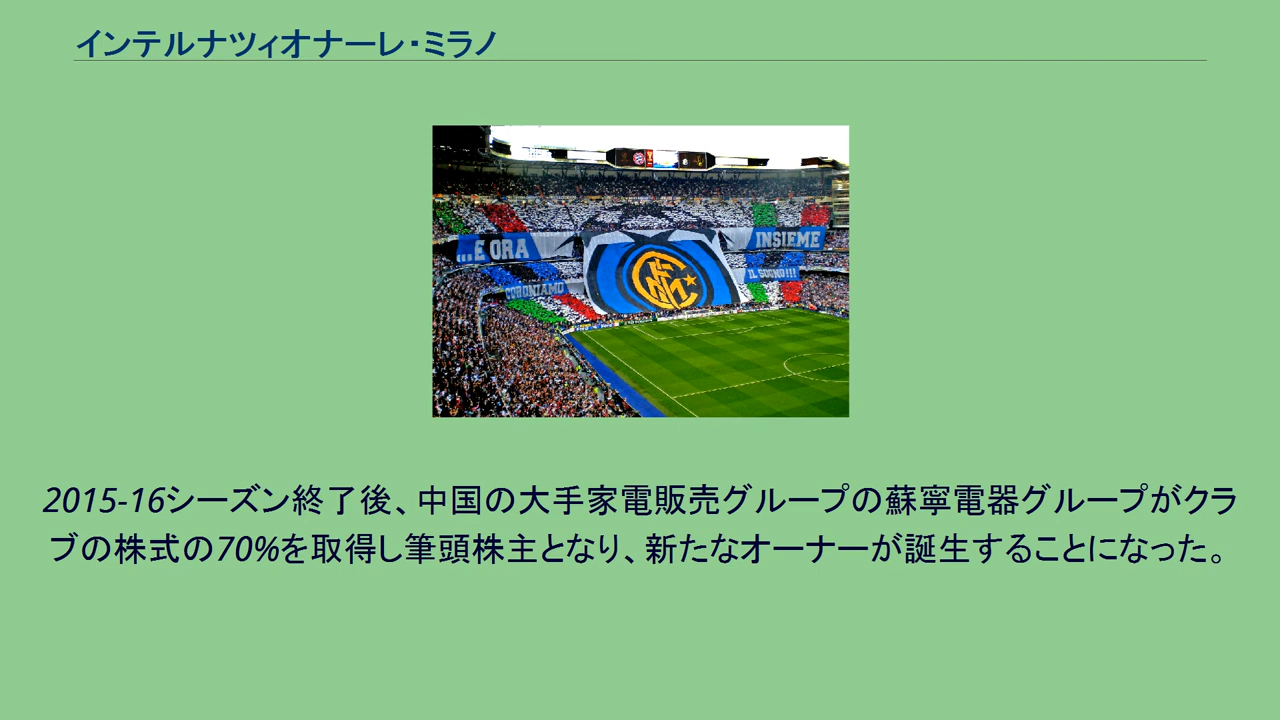 インテルナツィオナーレ・ミラノ
...E ORA
INSIEME
CORONIAMO
IL SOGNO!!!
2015-16シーズン終了後、中国の大手家電販売グループの蘇寧電器グループがクラ
ブの株式の70%を取得し筆頭株主となり、新たなオーナーが誕生することになった。